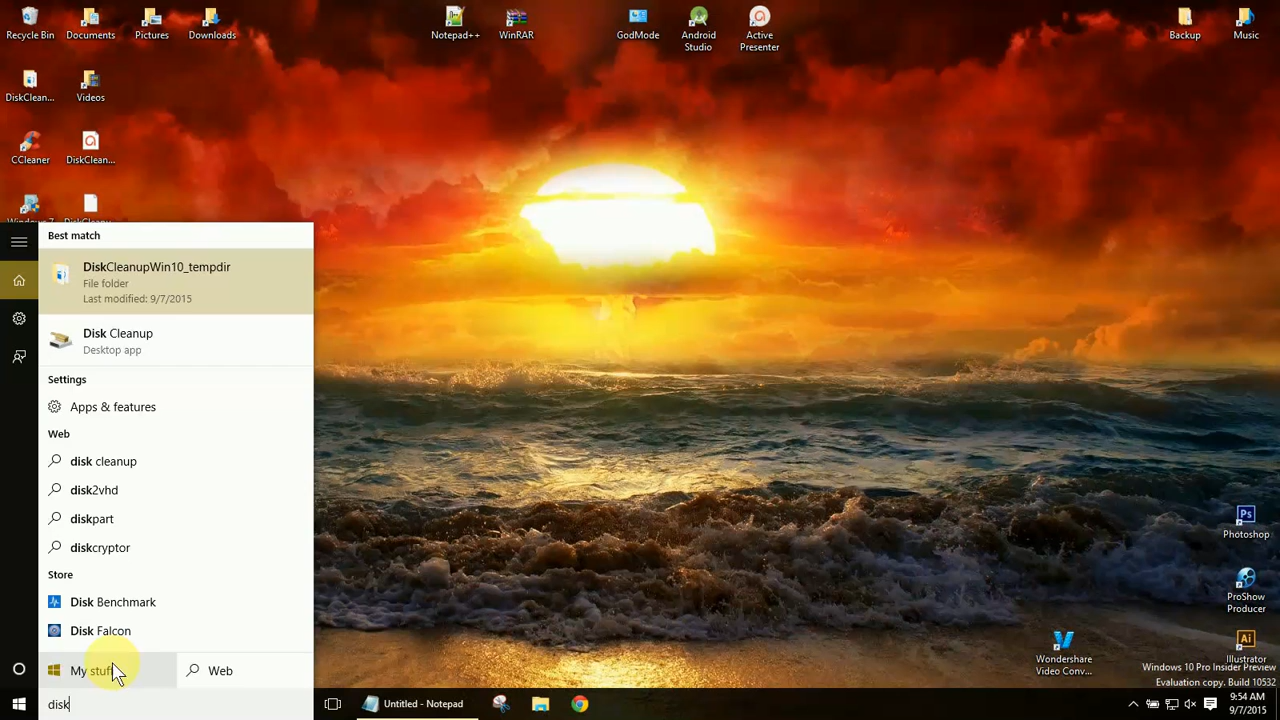 Recycle Bin
Documents
Pictures
Downloads
Notepad++
WinRAR
GodMode
Android
Studio
Active
Presenter
Backup
Music
DiskClean...
Videos
CCleaner
DiskClean...
Best match
DiskCleanupWin10_tempdir
File folder
Last modified: 9/7/2015
Disk Cleanup
Desktop app
Settings
Apps & features
Web
disk cleanup
disk2vhd
diskpart
diskcryptor
Store
Disk Benchmark
Disk Falcon
My stuff
Web
disk
Photoshop
ProShow
Producer
Wondershare
Video Conv...
Illustrator
Windows 10 Pro Insider Preview
Evaluation copy. Build 10532
Untitled - Notepad
9:54 AM
9/7/2015